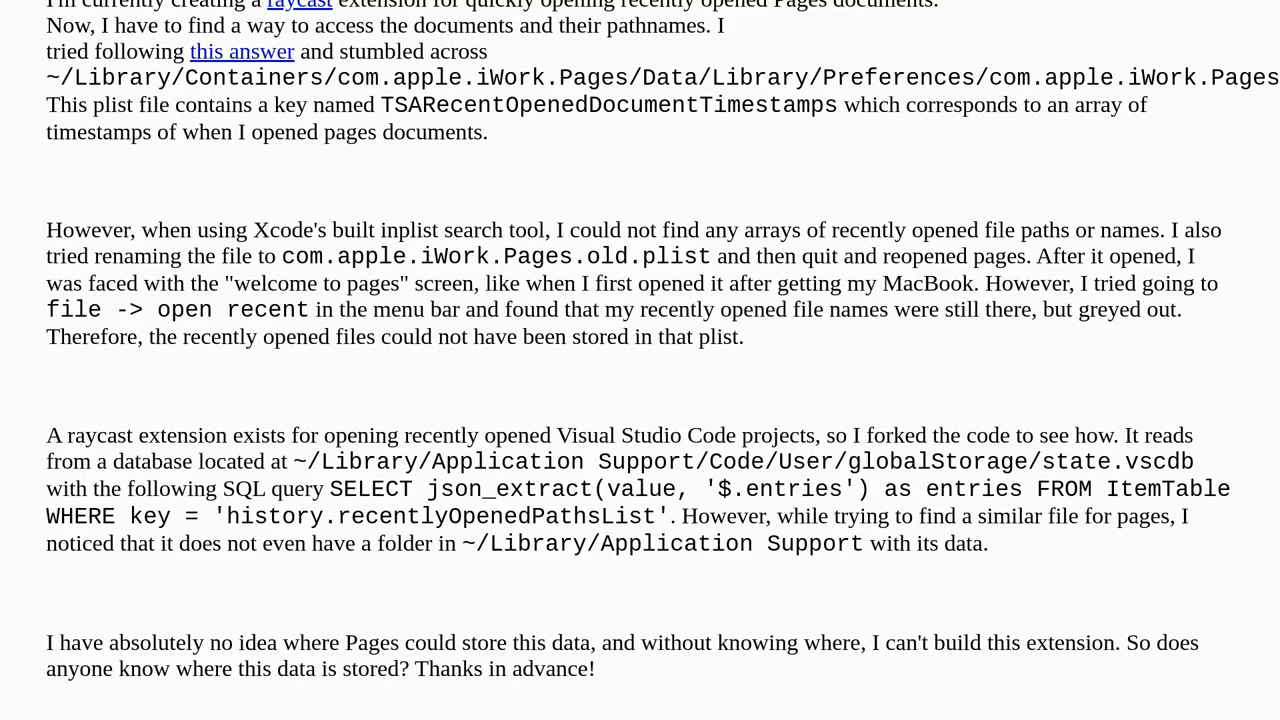 I'm currently creating a raycast extension for quickly opening recently opened Pages documents.
Now, I have to find a way to access the documents and their pathnames. I
tried following this answer and stumbled across
~/Library/Containers/com.apple.iWork.Pages/Data/Library/Preferences/com.apple.iWork.Pages
This plist file contains a key named TSARecentOpenedDocumentTimestamps which corresponds to an array of
timestamps of when I opened pages documents.
However, when using Xcode's built inplist search tool, I could not find any arrays of recently opened file paths or names. I also
tried renaming the file to com.apple.iWork.Pages.old.plist and then quit and reopened pages. After it opened, I
was faced with the "welcome to pages" screen, like when I first opened it after getting my MacBook. However, I tried going to
file -> open recent in the menu bar and found that my recently opened file names were still there, but greyed out.
Therefore, the recently opened files could not have been stored in that plist.
A raycast extension exists for opening recently opened Visual Studio Code projects, so I forked the code to see how. It reads
from a database located at ~/Library/Application Support/Code/User/globalStorage/state.vscdb
with the following SQL query SELECT json_extract(value, '$.entries') as entries FROM ItemTable
WHERE key = 'history.recentlyOpenedPathsList'. However, while trying to find a similar file for pages, I
noticed that it does not even have a folder in ~/Library/Application Support with its data.
I have absolutely no idea where Pages could store this data, and without knowing where, I can't build this extension. So does
anyone know where this data is stored? Thanks in advance!